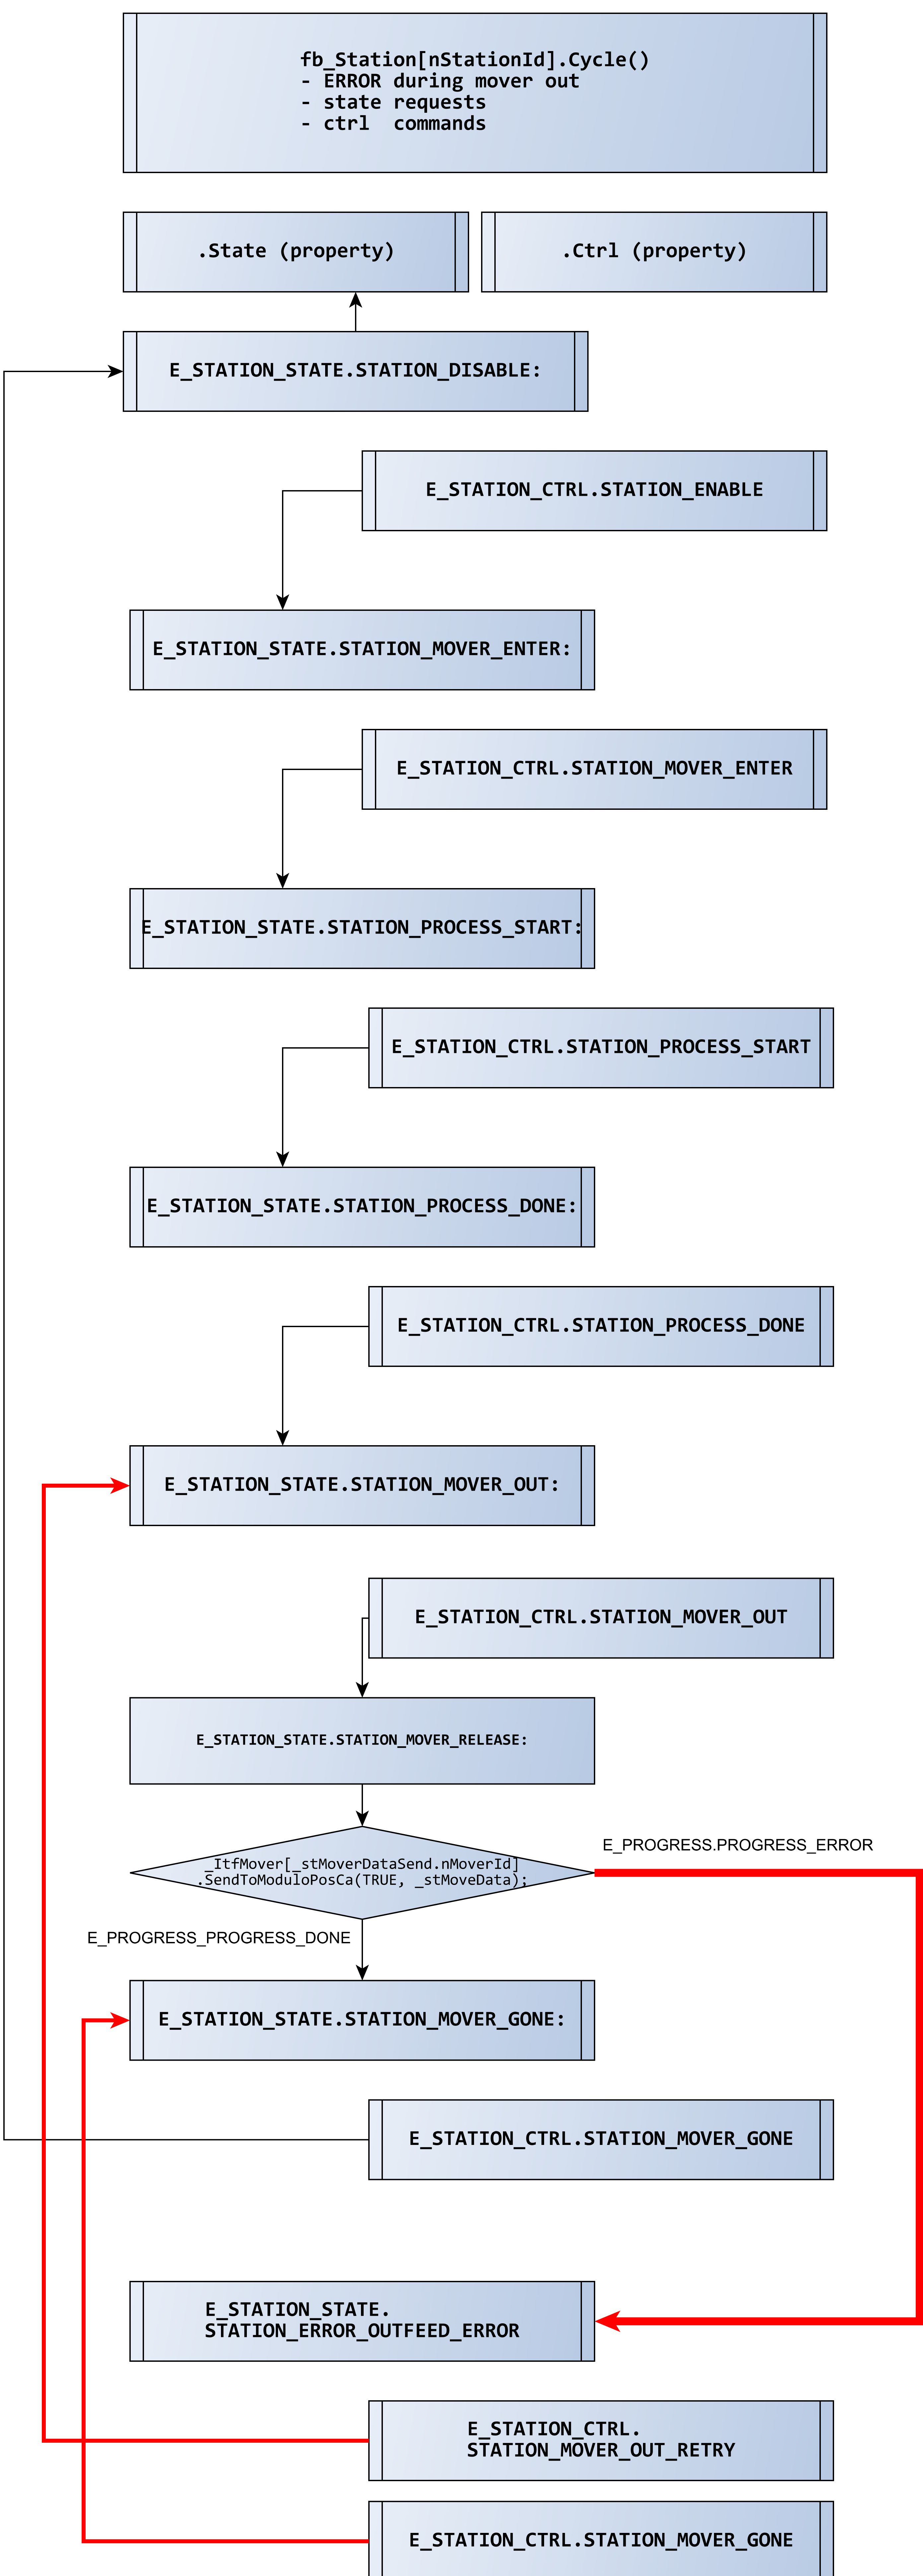 fb_Station[nStationId].Cycle()
- ERROR during mover out
- state requests
- ctrl  commands
.State (property)
.Ctrl (property)
E_STATION_STATE.STATION_DISABLE:
E_STATION_CTRL.STATION_ENABLE
E_STATION_STATE.STATION_MOVER_ENTER:
E_STATION_CTRL.STATION_MOVER_ENTER
E_STATION_STATE.STATION_PROCESS_START:
E_STATION_CTRL.STATION_PROCESS_START
E_STATION_STATE.STATION_PROCESS_DONE:
E_STATION_CTRL.STATION_PROCESS_DONE
E_STATION_STATE.STATION_MOVER_OUT:
E_STATION_CTRL.STATION_MOVER_OUT
E_STATION_STATE.STATION_MOVER_RELEASE:
E_PROGRESS.PROGRESS_ERROR
_ItfMover[_stMoverDataSend.nMoverId]
.SendToModuloPosCa(TRUE, _stMoveData);
E_PROGRESS_PROGRESS_DONE
E_STATION_STATE.STATION_MOVER_GONE:
E_STATION_CTRL.STATION_MOVER_GONE
E_STATION_STATE.
STATION_ERROR_OUTFEED_ERROR
E_STATION_CTRL.
STATION_MOVER_OUT_RETRY
E_STATION_CTRL.STATION_MOVER_GONE